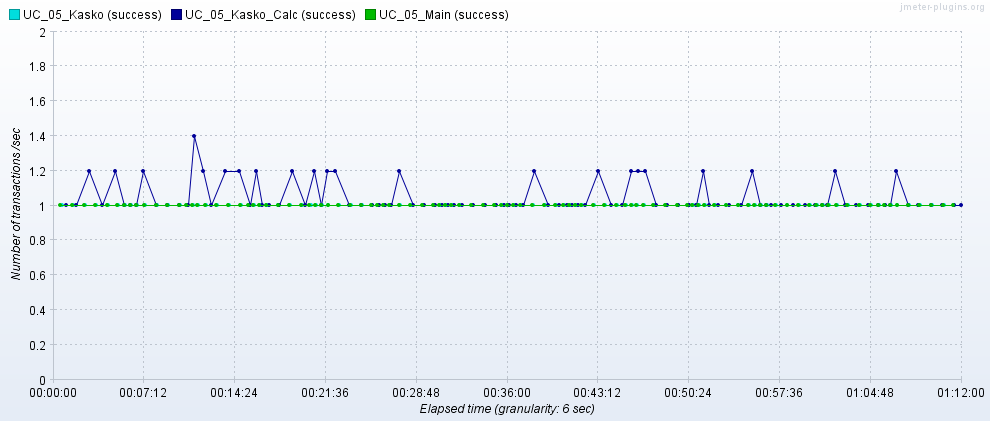 UC_05_Kasko (success) UC_05_Kasko_Calc (success) UC_05_Main (success)
jmeter-plugins.org
2
1.8
1.6
1.4
1.2
1
0.8
0.6
0.4
0.2
0
Number of transactions /sec
00:00:00 00:07:12 00:14:24 00:21:36 00:28:48 00:36:00 00:43:12 00:50:24 00:57:36 01:04:48 01:12:00
Elapsed time (granularity: 6 sec)